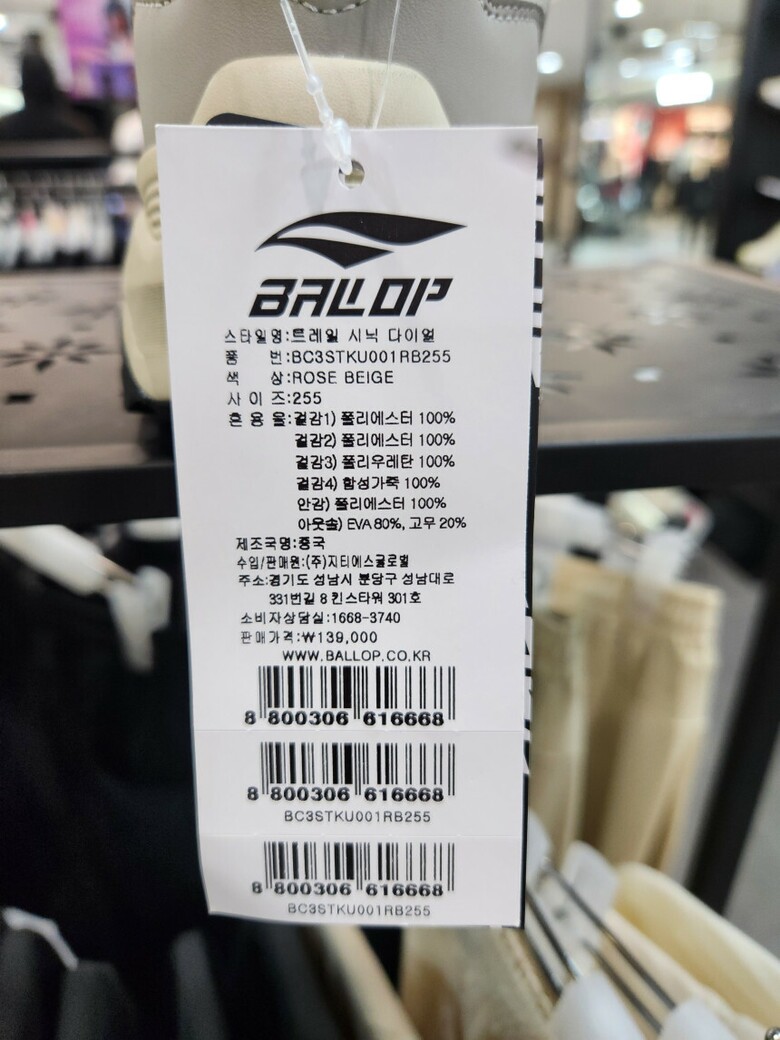 BALLOP
스타일명:트레일 시닉 다이얼
품 번:BC3STKU001RB255
색 상:ROSE BEIGE
사 이 즈:255
혼 용 율:겉감1) 폴리에스터 100%
겉감2) 폴리에스터 100%
겉감3) 폴리우레탄 100%
겉감4) 합성가죽 100%
안감) 폴리에스터 100%
아웃솔) EVA 80%, 고무 20%
제조국명:중국
수입/판매원:(주)지티에스글로벌
주소:경기도 성남시 분당구 성남대로
331번길 8 킨스타워 301호
소비자상담실:1668-3740
판매가격:₩139,000
WWW.BALLOP.CO.KR
8 800306 616668
8 800306 616668
BC3STKU001RB255
8 800306 616668
BC3STKU001RB255